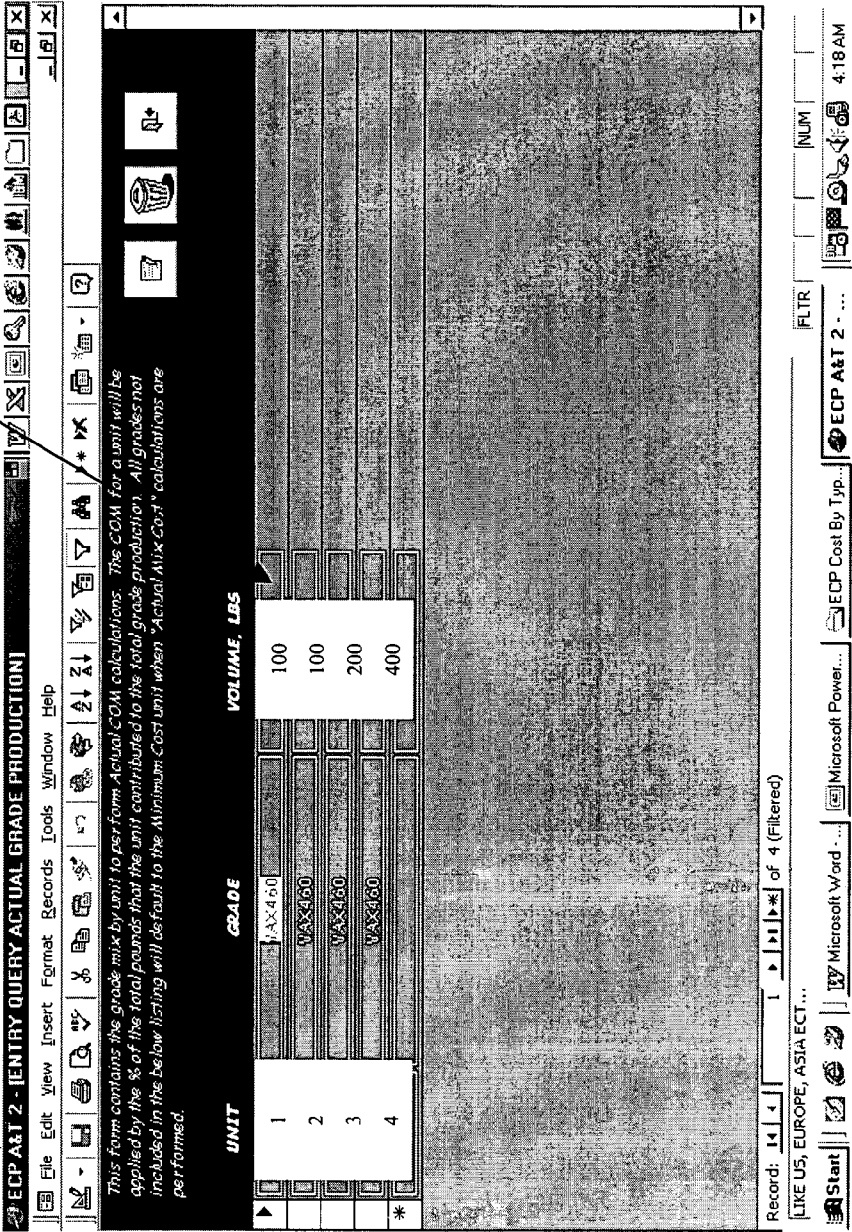 ECP A&T 2 - [ENTRY QUERY ACTUAL GRADE PRODUCTION]
File Edit View Insert Format Records Tools Window Help
This form contains the grade mix by unit to perform Actual COM calculations. The COM for a unit will be
applied by the % of the total pounds that the unit contributed to the total grade production. All grades not
included in the below listing will default to the Minimum Cost unit when "Actual Mix Cost" calculations are
performed.
UNIT GRADE VOLUME, LBS
1 VAX460 100
2 VAX460 100
3 VAX460 200
4 VAX460 400
Record: 1 of 4 (Filtered)
LIKE US, EUROPE, ASIA ECT... FLTR NUM
Start Microsoft Word - ... Microsoft Power... ECP Cost By Typ... ECP A&T 2 - ... 4:18 AM